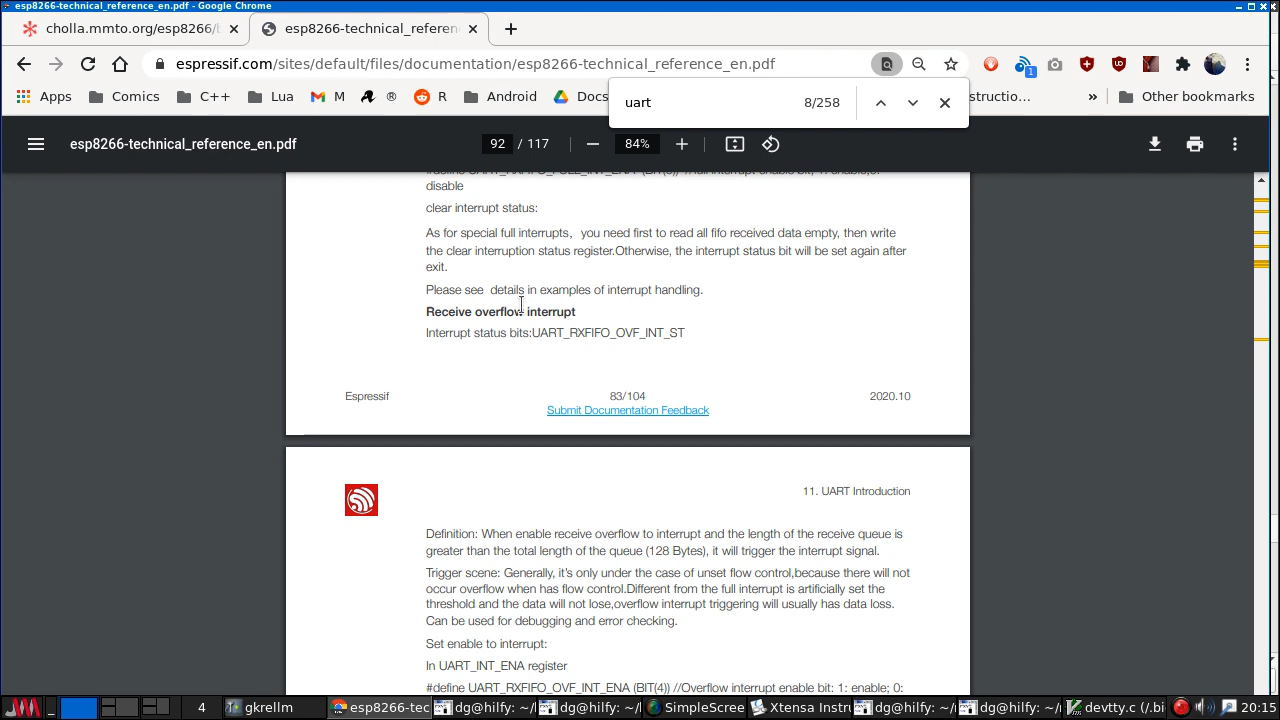 esp8266-technical_reference_en.pdf - Google Chrome
cholla.mmto.org/esp8266/b
esp8266-technical_referen
espressif.com/sites/default/files/documentation/esp8266-technical_reference_en.pdf
1
Apps
C++
Lua
M
®
R
Android
Docs
structio...
»
Other bookmarks
uart
8/258
esp8266-technical_reference_en.pdf
92 / 117
84%
disable
clear interrupt status:
As for special full interrupts，you need first to read all fifo received data empty, then write
the clear interruption status register.Otherwise, the interrupt status bit will be set again after
exit.
Please see details in examples of interrupt handling.
Receive overflow interrupt
Interrupt status bits:UART_RXFIFO_OVF_INT_ST
Espressif
83/104
2020.10
Submit Documentation Feedback
11. UART Introduction
Definition: When enable receive overflow to interrupt and the length of the receive queue is
greater than the total length of the queue (128 Bytes), it will trigger the interrupt signal.
Trigger scene: Generally, it's only under the case of unset flow control,because there will not
occur overflow when has flow control.Different from the full interrupt is artificially set the
threshold and the data will not lose,overflow interrupt triggering will usually has data loss.
Can be used for debugging and error checking.
Set enable to interrupt:
In UART_INT_ENA register
#define UART_RXFIFO_OVF_INT_ENA (BIT(4)) //Overflow interrupt enable bit: 1: enable; 0:
4
gkrellm
esp8266-tec
dg@hilfy: ~/
dg@hilfy: ~/
SimpleScree
Xtensa Instru
dg@hilfy: ~/
dg@hilfy: ~/
devtty.c (/.bi
20:15